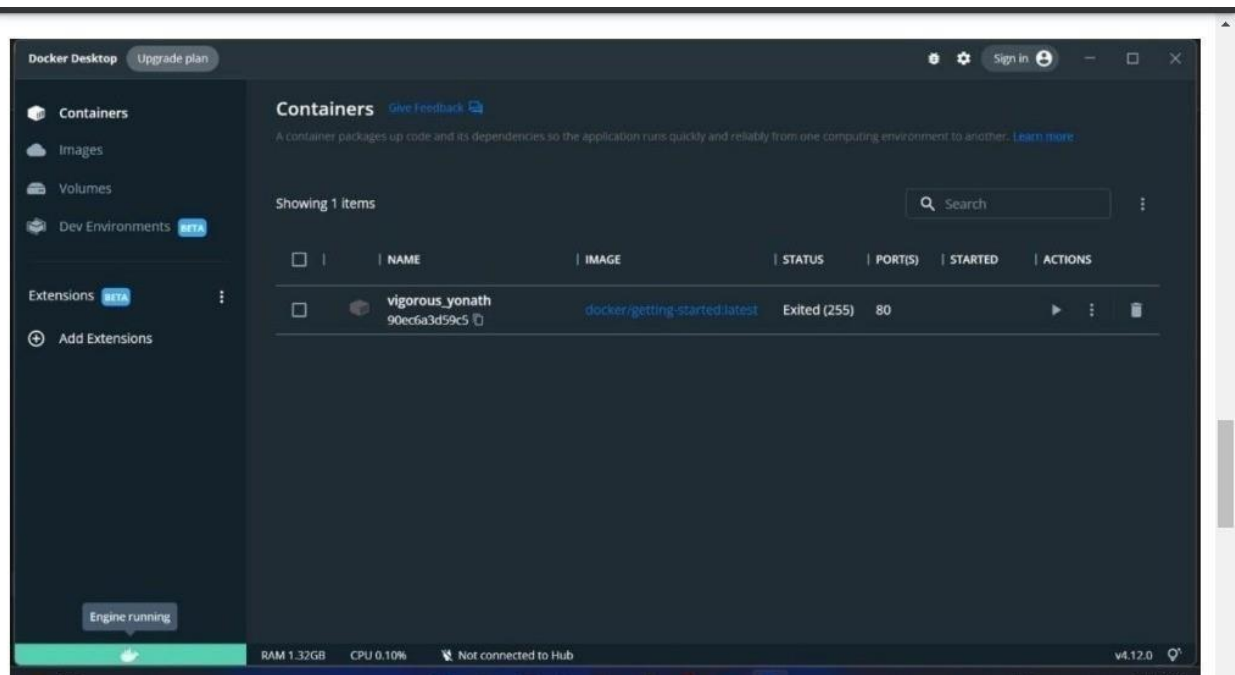 Docker Desktop Upgrade plan Sign in
Containers
Images
Volumes
Dev Environments BETA
Extensions BETA
Add Extensions
Containers Give Feedback
A container packages up code and its dependencies so the application runs quickly and reliably from one computing environment to another. Learn more
Showing 1 items Search
NAME IMAGE STATUS PORT(S) STARTED ACTIONS
vigorous_yonath docker/getting-started:latest Exited (255) 80
90ec6a3d59c5
Engine running
RAM 1.32GB CPU 0.10% Not connected to Hub v4.12.0